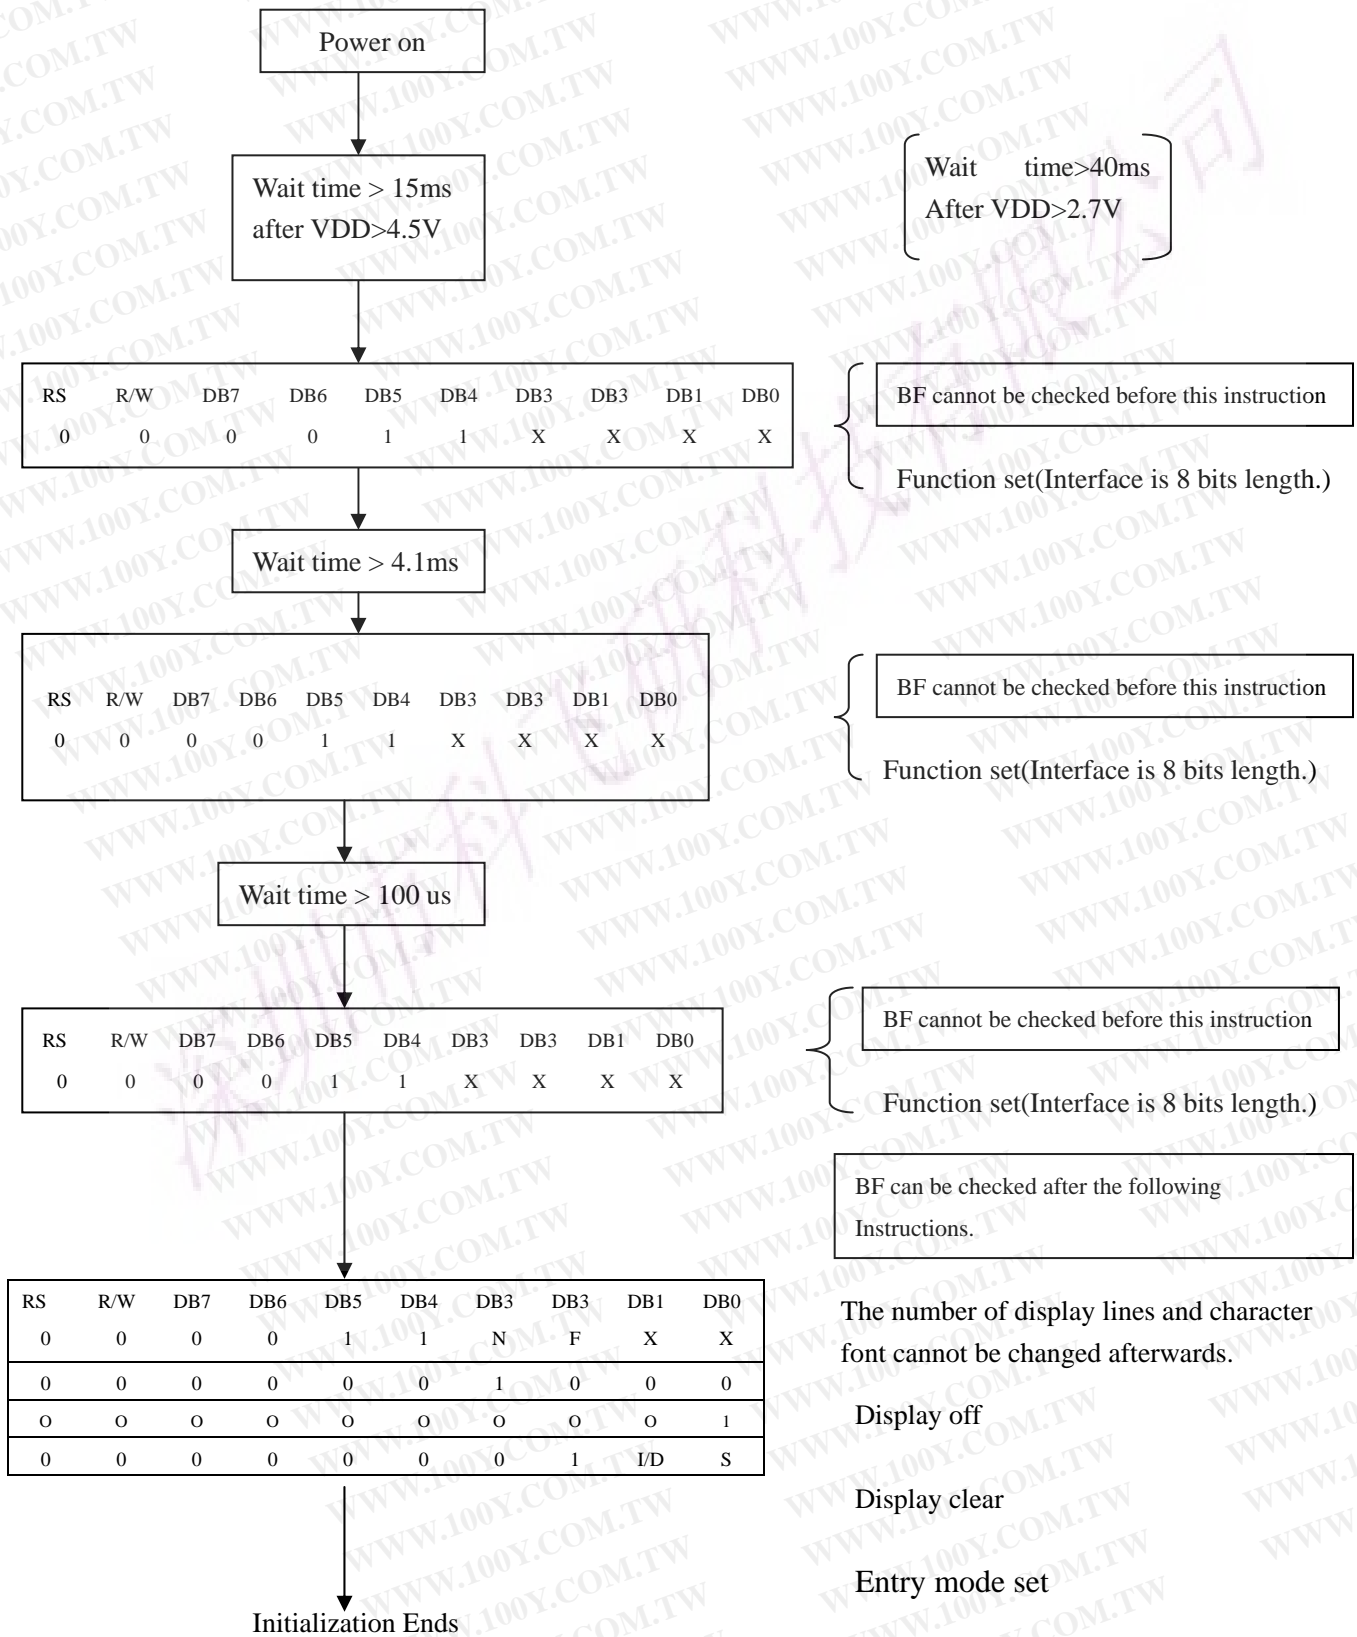 Power on
Wait time > 15ms
after VDD>4.5V
Wait time>40ms
After VDD>2.7V
RS R/W DB7 DB6 DB5 DB4 DB3 DB3 DB1 DB0
0 0 0 0 1 1 X X X X
BF cannot be checked before this instruction
Function set(Interface is 8 bits length.)
Wait time > 4.1ms
RS R/W DB7 DB6 DB5 DB4 DB3 DB3 DB1 DB0
0 0 0 0 1 1 X X X X
BF cannot be checked before this instruction
Function set(Interface is 8 bits length.)
Wait time > 100 us
RS R/W DB7 DB6 DB5 DB4 DB3 DB3 DB1 DB0
0 0 0 0 1 1 X X X X
BF cannot be checked before this instruction
Function set(Interface is 8 bits length.)
BF can be checked after the following
Instructions.
RS R/W DB7 DB6 DB5 DB4 DB3 DB3 DB1 DB0
0 0 0 0 1 1 N F X X
0 0 0 0 0 0 1 0 0 0
O O O O O O O O O 1
0 0 0 0 0 0 0 1 I/D S
The number of display lines and character
font cannot be changed afterwards.
Display off
Display clear
Entry mode set
Initialization Ends
WWW.100Y.COM.TW